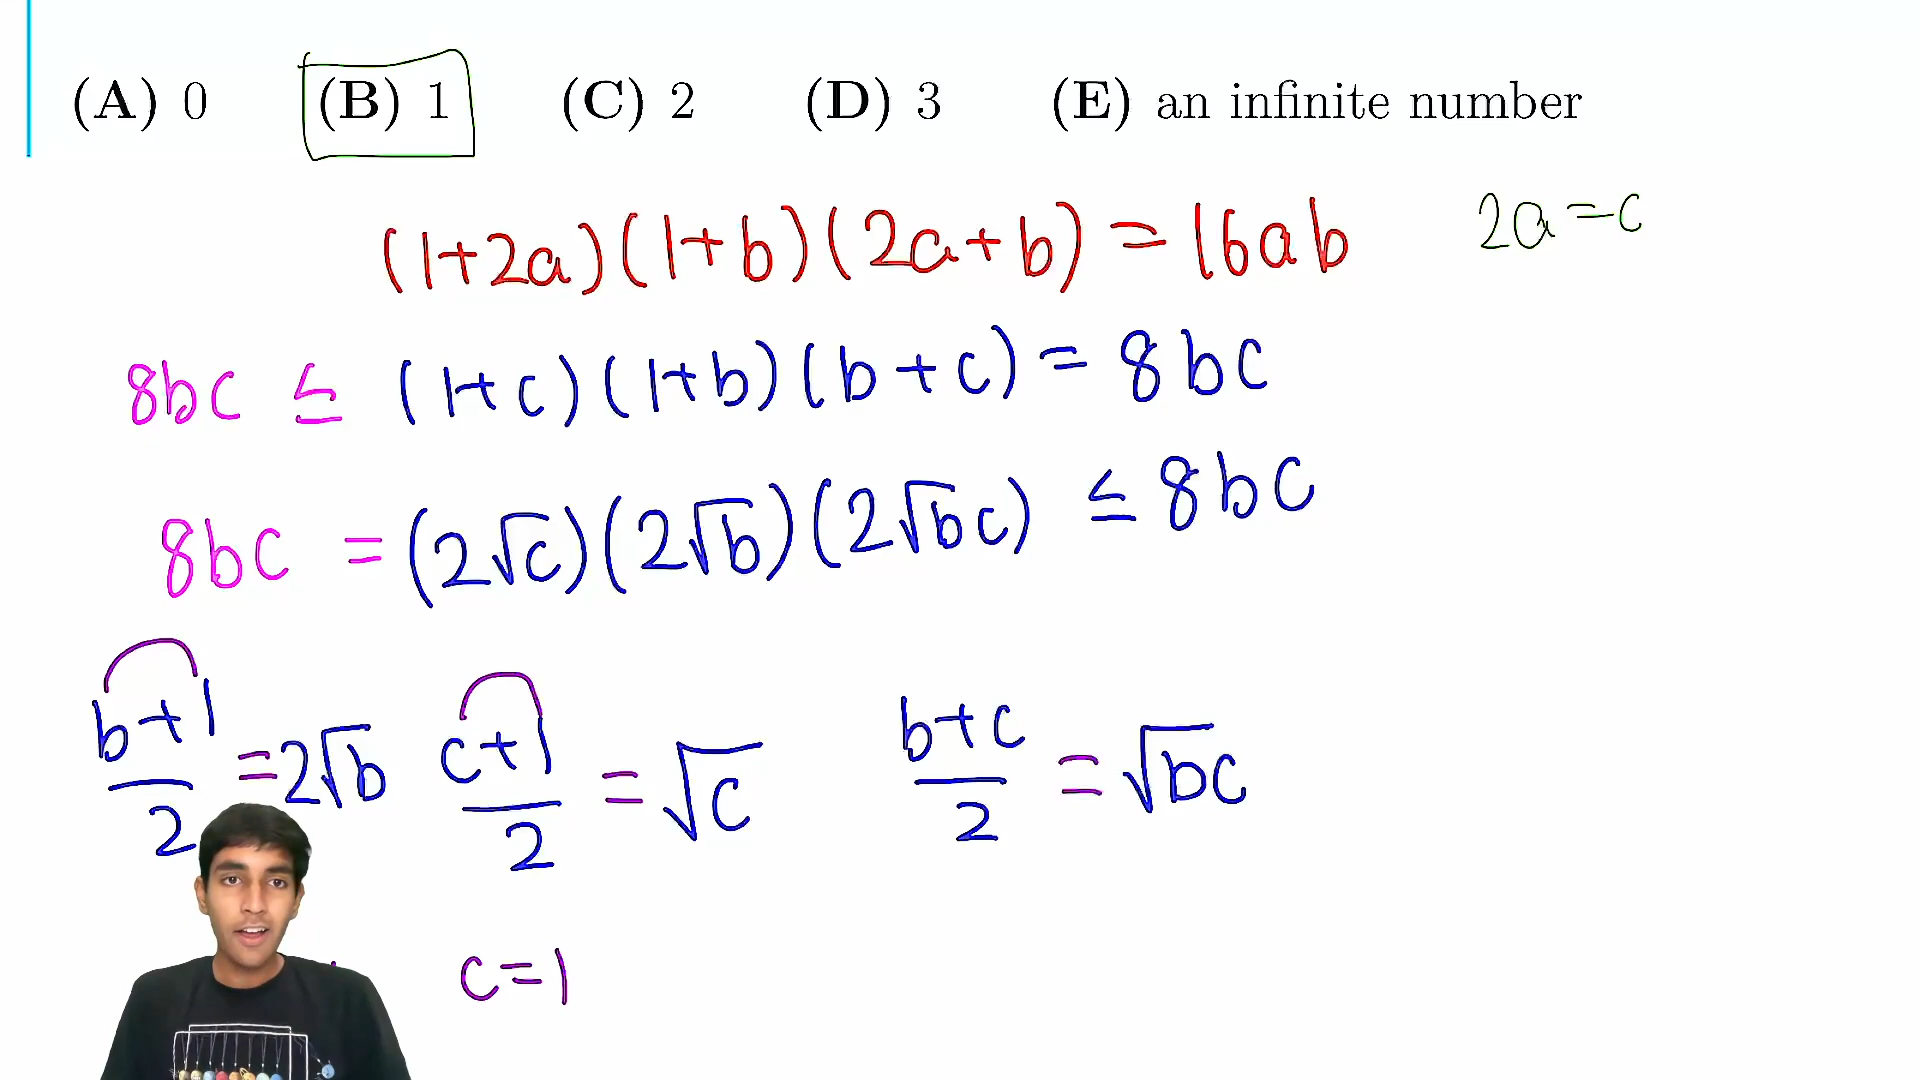 (A) 0 (B) 1 (C) 2 (D) 3 (E) an infinite number
(1+2a)(1+b)(2a+b) = 16ab 2a=c
8bc ≤ (1+c)(1+b)(b+c) = 8bc
8bc = (2√c)(2√b)(2√bc) ≤ 8bc
b+1/2 = 2√b c+1/2 = √c b+c/2 = √bc
c=1